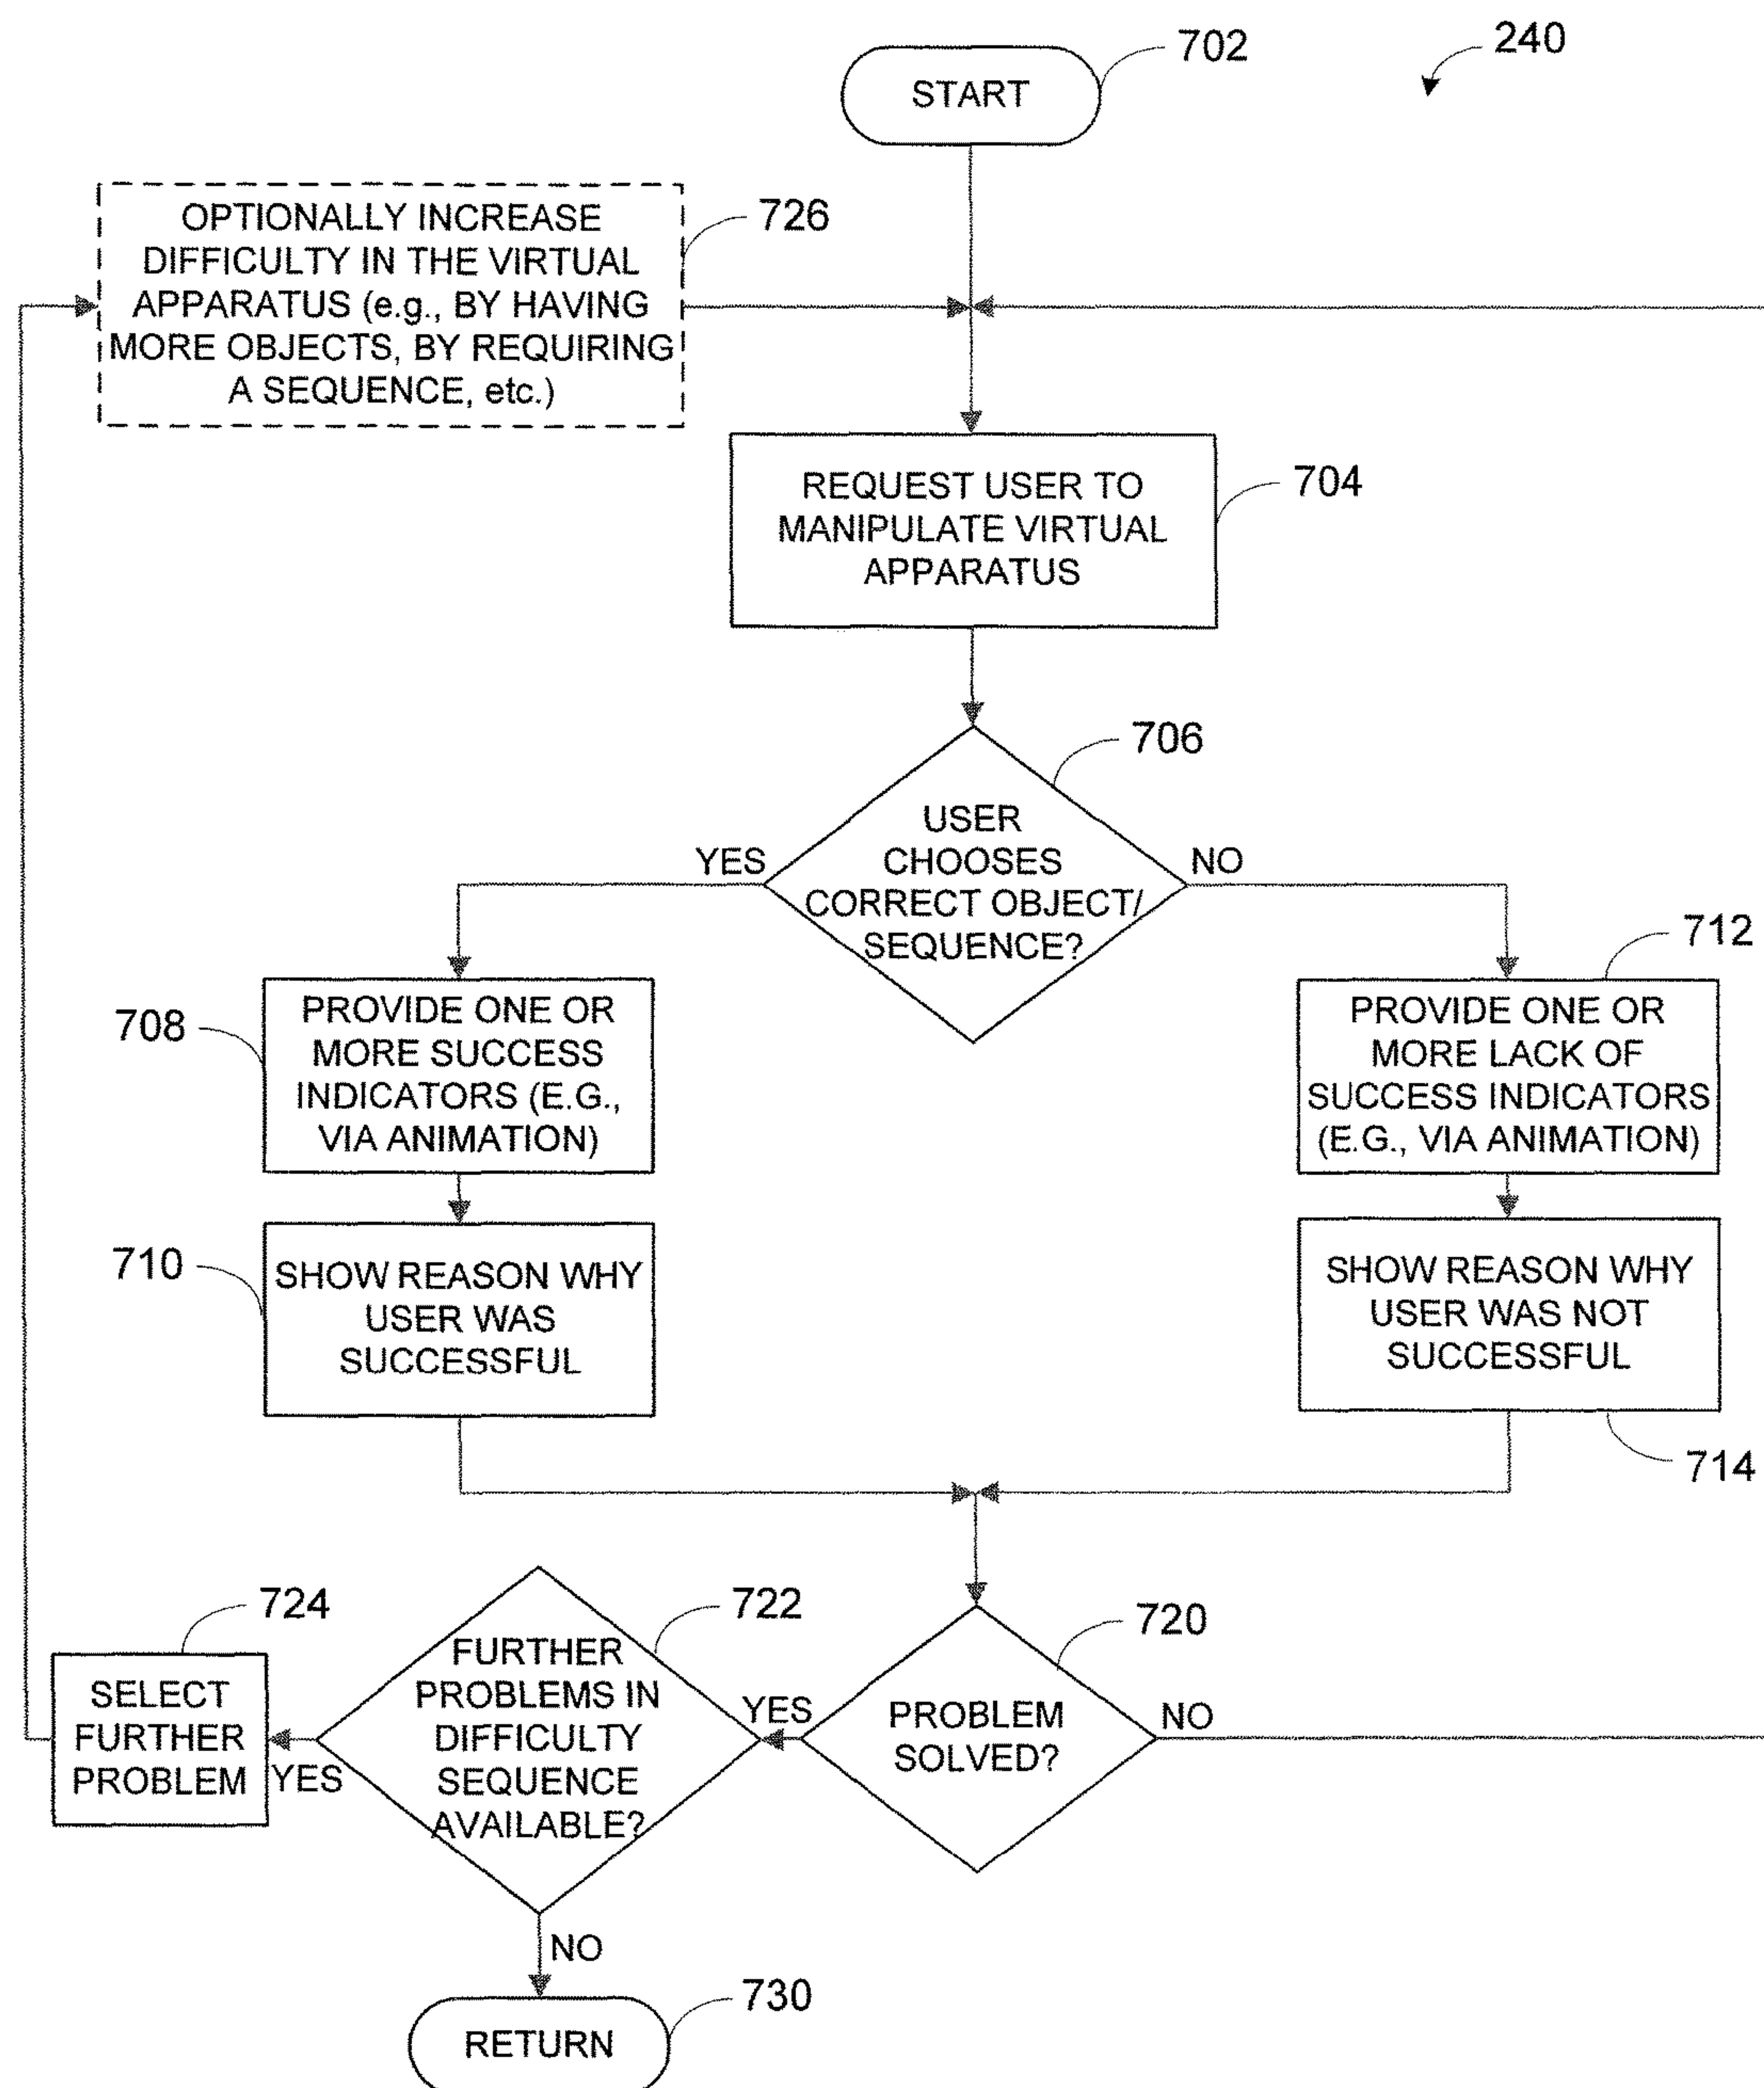 702
240
START
726
OPTIONALLY INCREASE
DIFFICULTY IN THE VIRTUAL
APPARATUS (e.g., BY HAVING
MORE OBJECTS, BY REQUIRING
A SEQUENCE, etc.)
704
REQUEST USER TO
MANIPULATE VIRTUAL
APPARATUS
706
USER
CHOOSES
CORRECT OBJECT/
SEQUENCE?
YES
NO
708
PROVIDE ONE OR
MORE SUCCESS
INDICATORS (E.G.,
VIA ANIMATION)
712
PROVIDE ONE OR
MORE LACK OF
SUCCESS INDICATORS
(E.G., VIA ANIMATION)
710
SHOW REASON WHY
USER WAS
SUCCESSFUL
SHOW REASON WHY
USER WAS NOT
SUCCESSFUL
714
724
SELECT
FURTHER
PROBLEM
YES
722
FURTHER
PROBLEMS IN
DIFFICULTY
SEQUENCE
AVAILABLE?
YES
720
PROBLEM
SOLVED?
NO
NO
730
RETURN